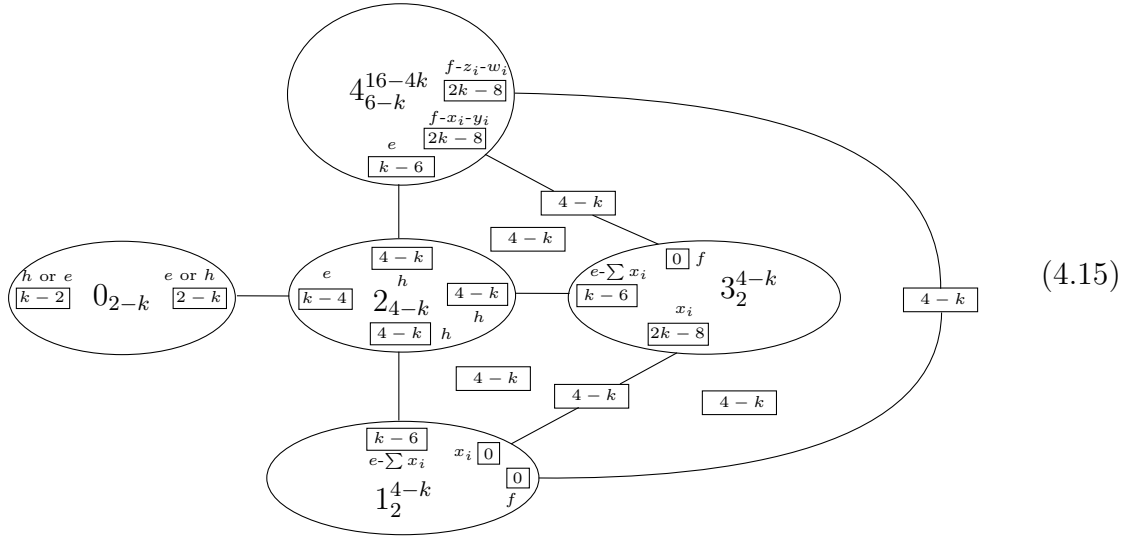 f-z_i-w_i
4^{16-4k}_{6-k}
2k − 8
f-x_i-y_i
2k − 8
e
k − 6
4 − k
4 − k
h or e
e or h
k − 2
0_{2-k}
2 − k
e
4 − k
h
k − 4
2_{4-k}
4 − k
h
4 − k
h
e-∑ x_i
0
f
k − 6
3^{4-k}_2
x_i
2k − 8
4 − k
(4.15)
4 − k
4 − k
4 − k
k − 6
e-∑ x_i
x_i
0
0
f
1^{4-k}_2